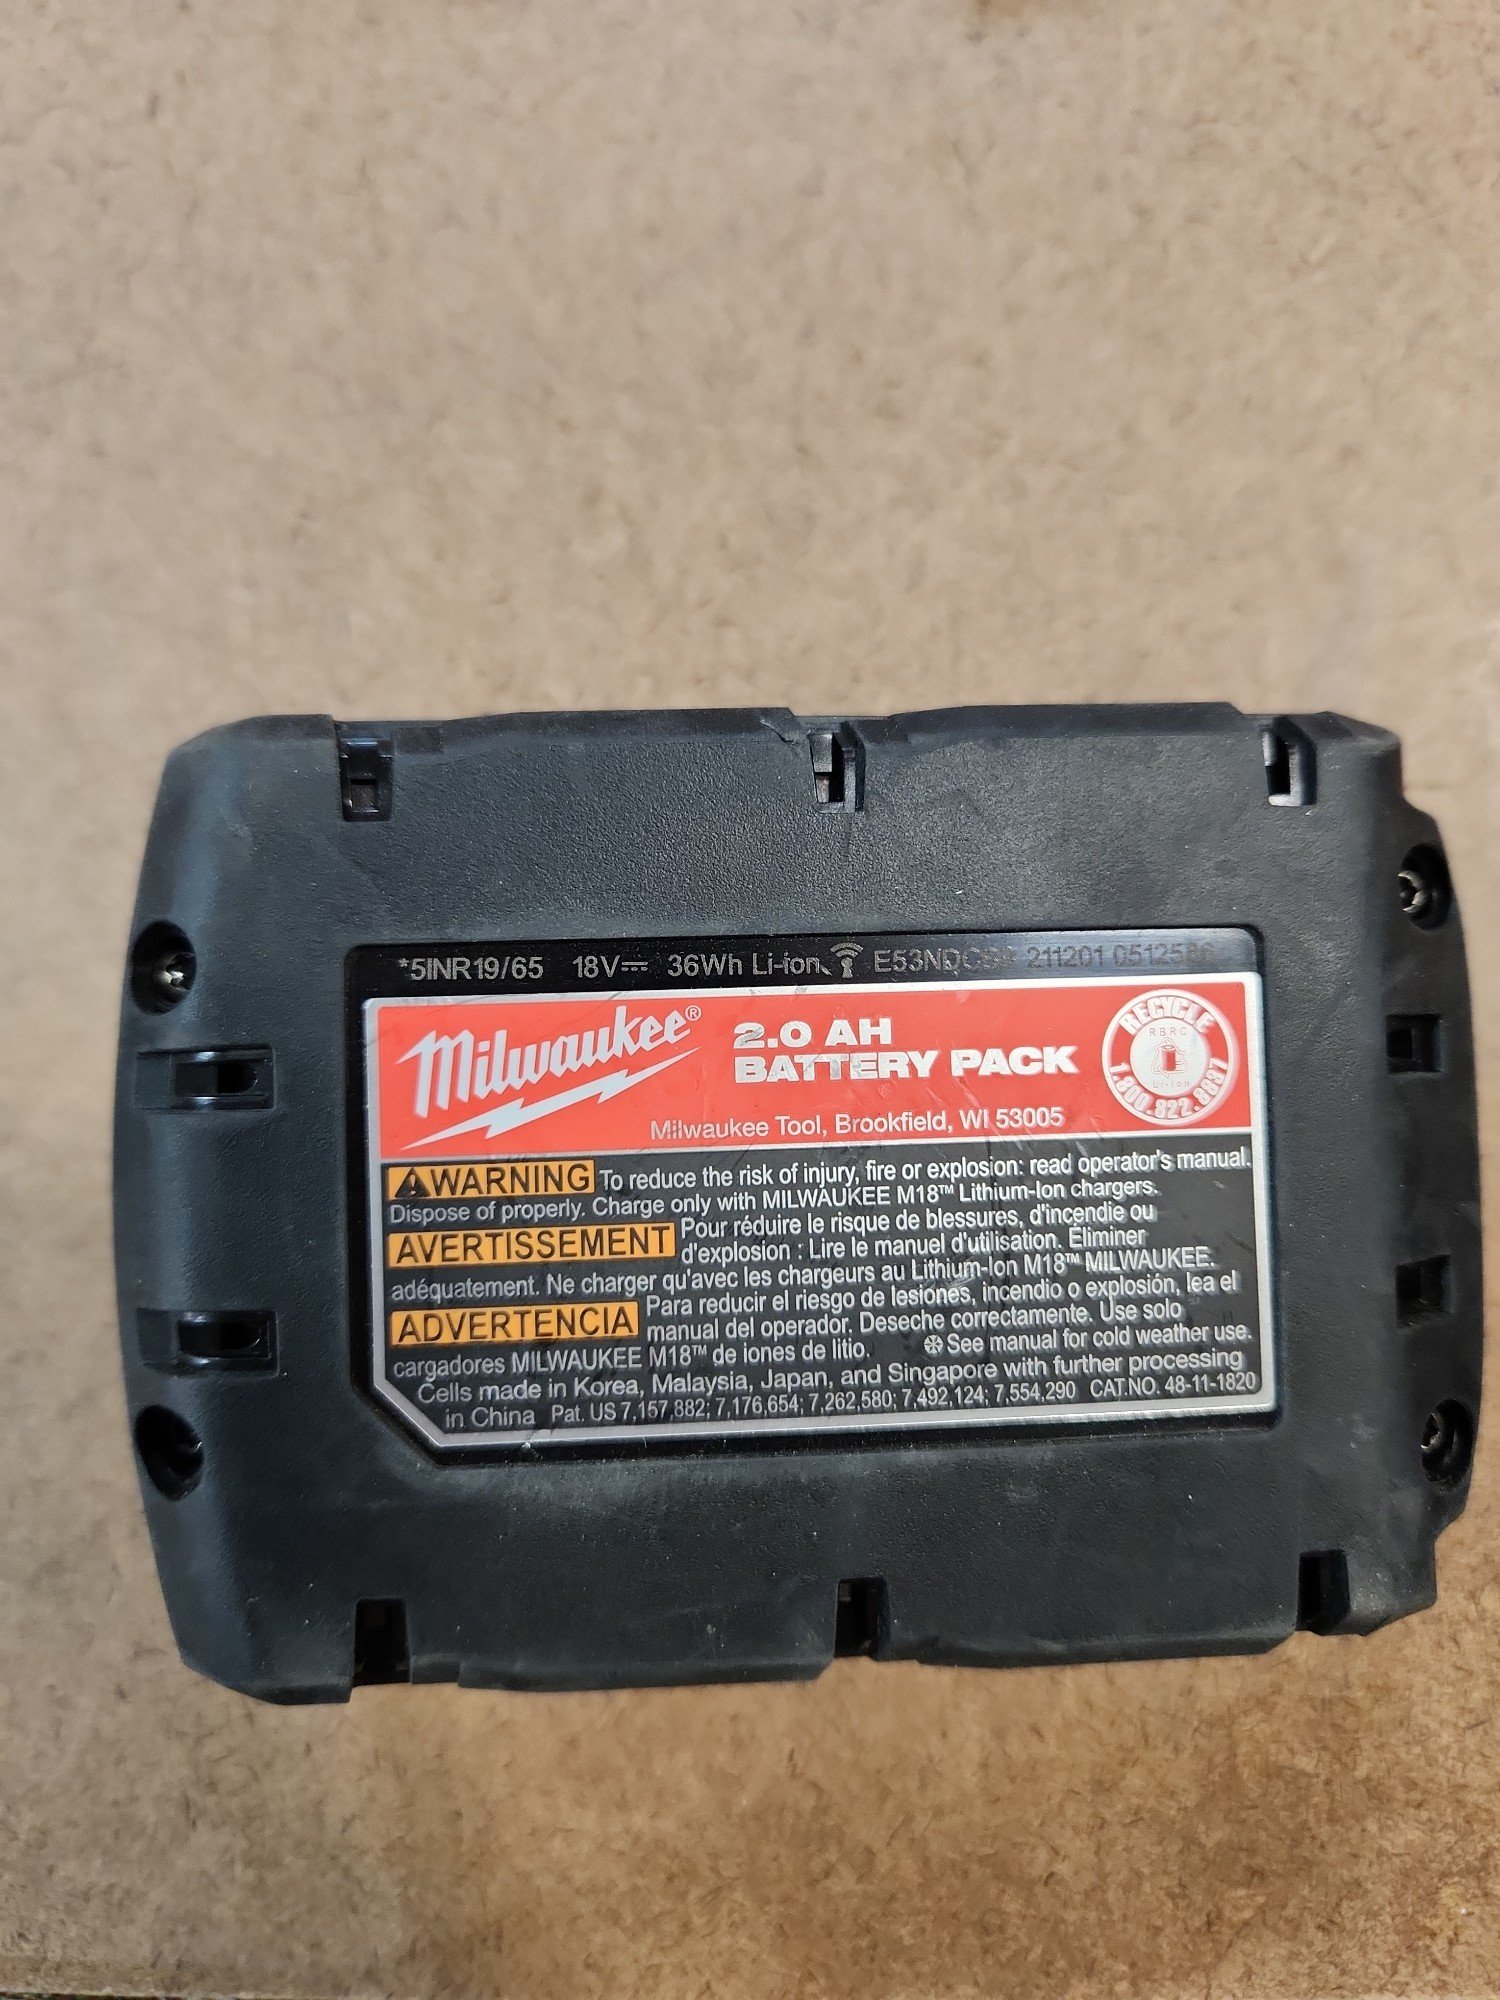 *5INR19/65 18V⎓ 36Wh Li-ion 211201
Milwaukee® 2.0 AH
BATTERY PACK
Milwaukee Tool, Brookfield, WI 53005
RECYCLE
RBRC
Li-ion
1.800.822.8837
⚠WARNING To reduce the risk of injury, fire or explosion: read operator's manual.
Dispose of properly. Charge only with MILWAUKEE M18™ Lithium-Ion chargers.
AVERTISSEMENT Pour réduire le risque de blessures, d'incendie ou
d'explosion : Lire le manuel d'utilisation. Éliminer
adéquatement. Ne charger qu'avec les chargeurs au Lithium-Ion M18™ MILWAUKEE.
ADVERTENCIA Para reducir el riesgo de lesiones, incendio o explosión, lea el
manual del operador. Deseche correctamente. Use solo
cargadores MILWAUKEE M18™ de iones de litio. ❄See manual for cold weather use.
Cells made in Korea, Malaysia, Japan, and Singapore with further processing
in China Pat. US 7,157,882; 7,176,654; 7,262,580; 7,492,124; 7,554,290 CAT.NO. 48-11-1820